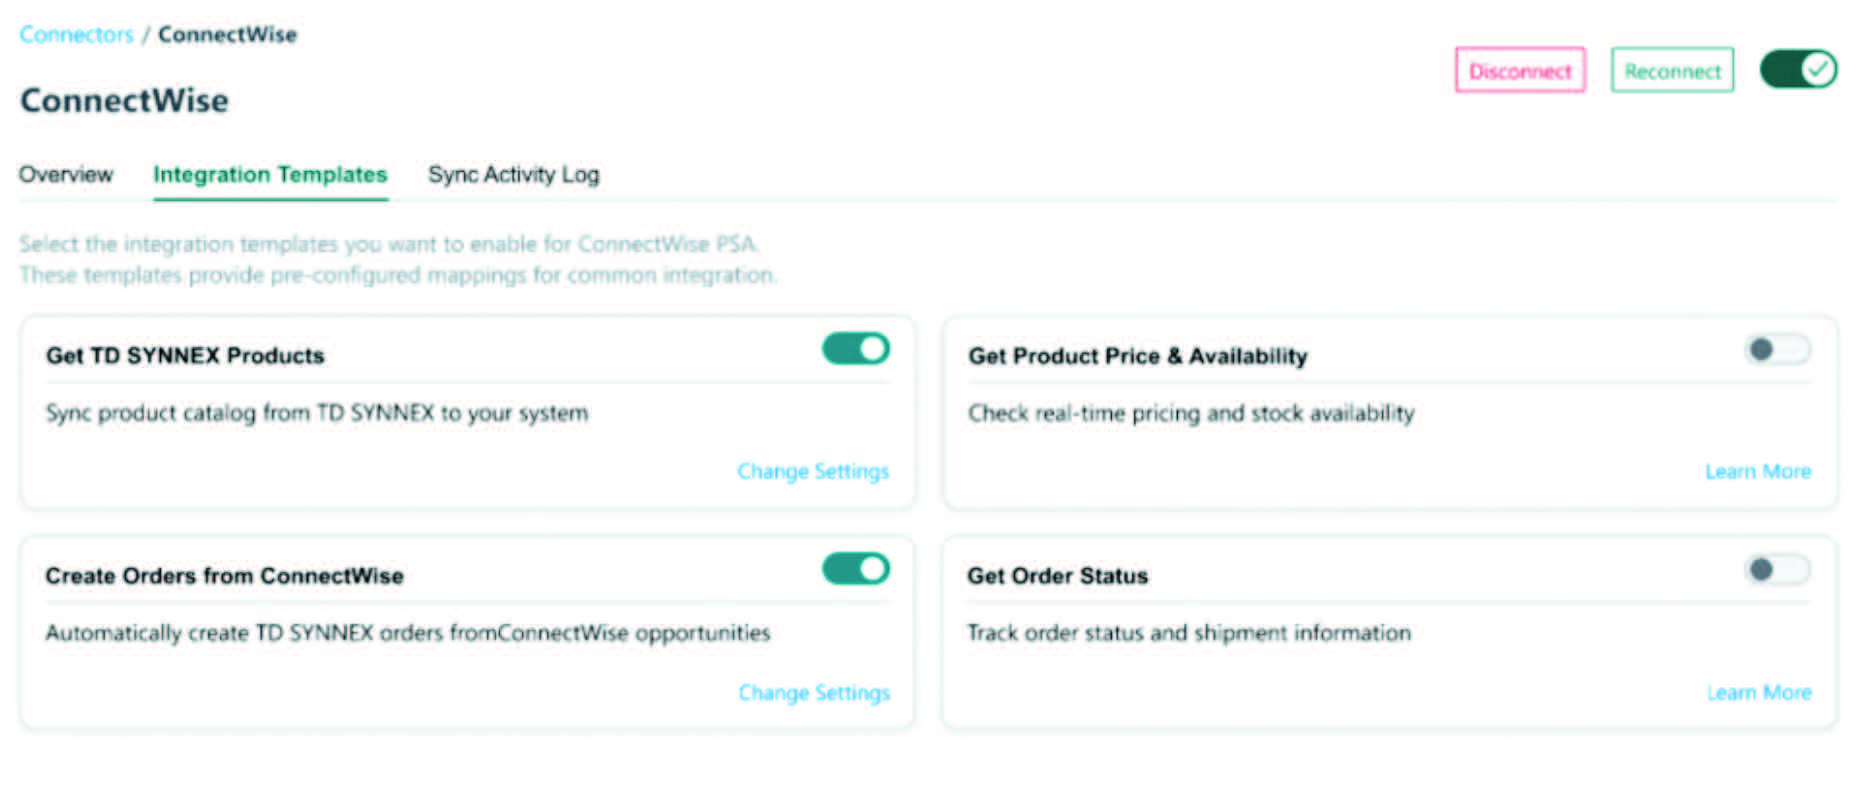 Connectors / ConnectWise
Disconnect
Reconnect
ConnectWise
Overview
Integration Templates
Sync Activity Log
Select the integration templates you want to enable for ConnectWise PSA.
These templates provide pre-configured mappings for common integration.
Get TD SYNNEX Products
Sync product catalog from TD SYNNEX to your system
Change Settings
Get Product Price & Availability
Check real-time pricing and stock availability
Learn More
Create Orders from ConnectWise
Automatically create TD SYNNEX orders fromConnectWise opportunities
Change Settings
Get Order Status
Track order status and shipment information
Learn More